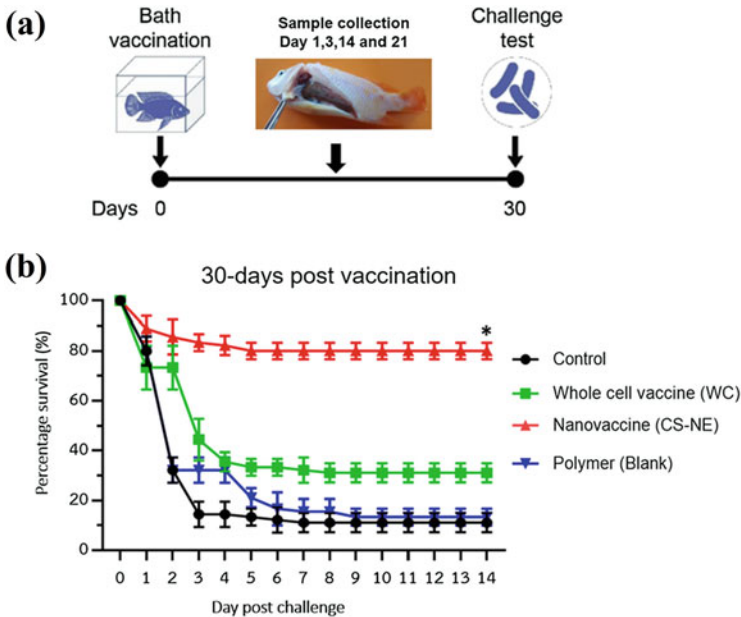 (a)
Bath
vaccination
Sample collection
Day 1,3,14 and 21
Challenge
test
Days 0 30
(b)
30-days post vaccination
Percentage survival (%)
100
80
60
40
20
0
*
Control
Whole cell vaccine (WC)
Nanovaccine (CS-NE)
Polymer (Blank)
0 1 2 3 4 5 6 7 8 9 10 11 12 13 14
Day post challenge